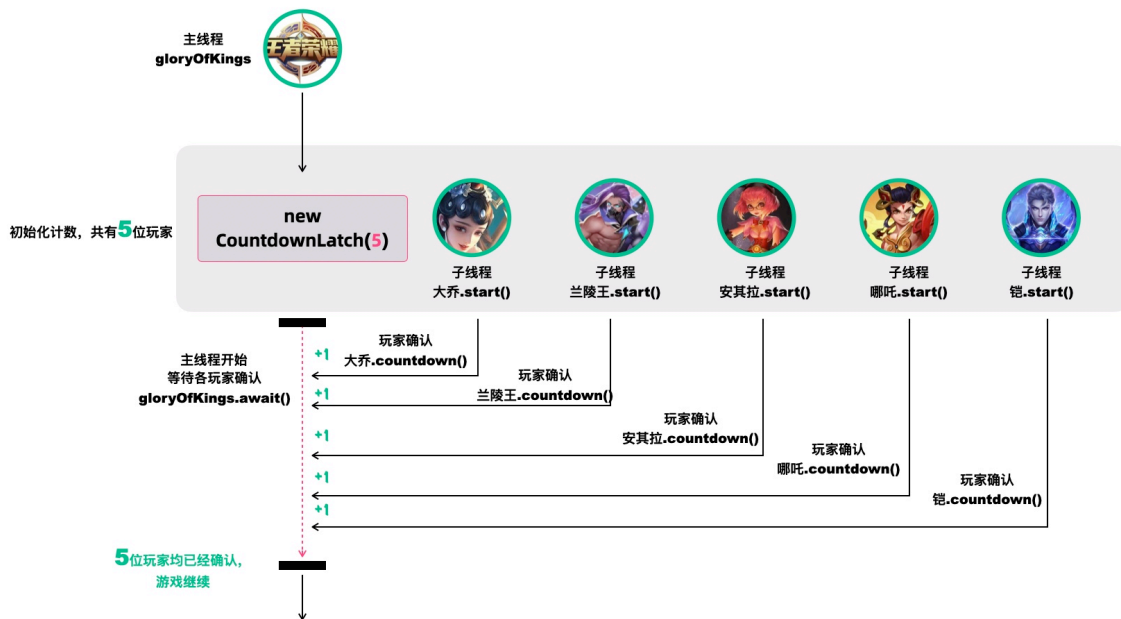 主线程
gloryOfKings
王者荣耀
初始化计数，共有5位玩家
new
CountdownLatch(5)
子线程
大乔.start()
子线程
兰陵王.start()
子线程
安其拉.start()
子线程
哪吒.start()
子线程
铠.start()
主线程开始
等待各玩家确认
gloryOfKings.await()
+1
玩家确认
大乔.countdown()
+1
玩家确认
兰陵王.countdown()
+1
玩家确认
安其拉.countdown()
+1
玩家确认
哪吒.countdown()
+1
玩家确认
铠.countdown()
5位玩家均已经确认，
游戏继续